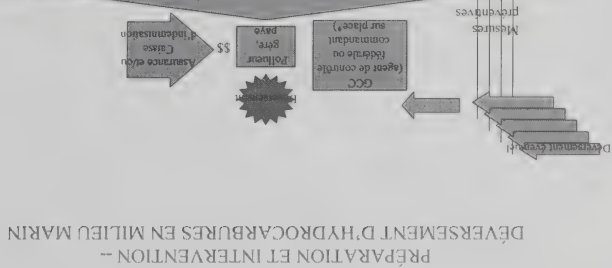 PRÉPARATION ET INTERVENTION --
DÉVERSEMENT D'HYDROCARBURES EN MILIEU MARIN
Déversement éventuel
Mesures
préventives
GCC
(agent de contrôle
fédérale ou
commandant
sur place*)
Pollueur
gère,
paye
$$
Assurance et/ou
Caisse
d'indemnisation